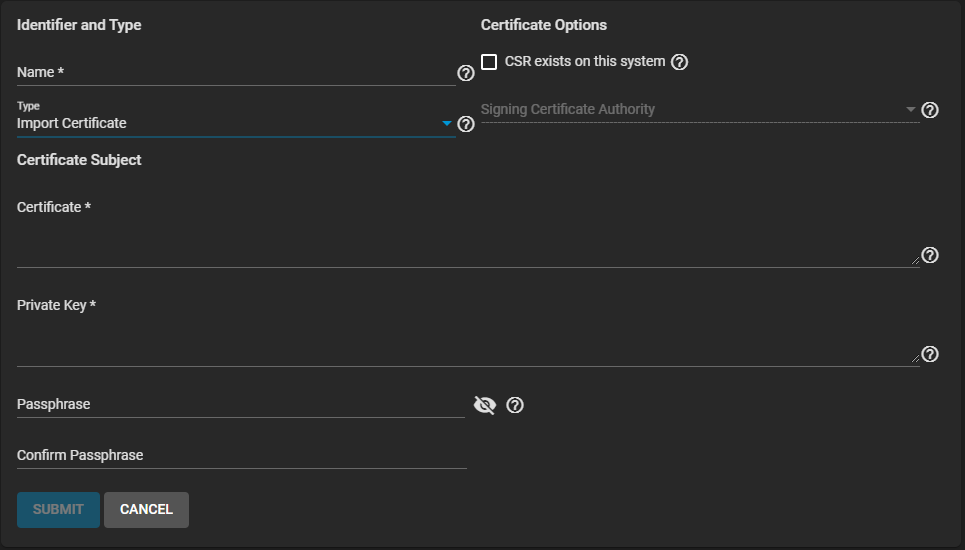 Identifier and Type
Certificate Options
Name *
CSR exists on this system
Type
Import Certificate
Signing Certificate Authority
Certificate Subject
Certificate *
Private Key *
Passphrase
Confirm Passphrase
SUBMIT
CANCEL